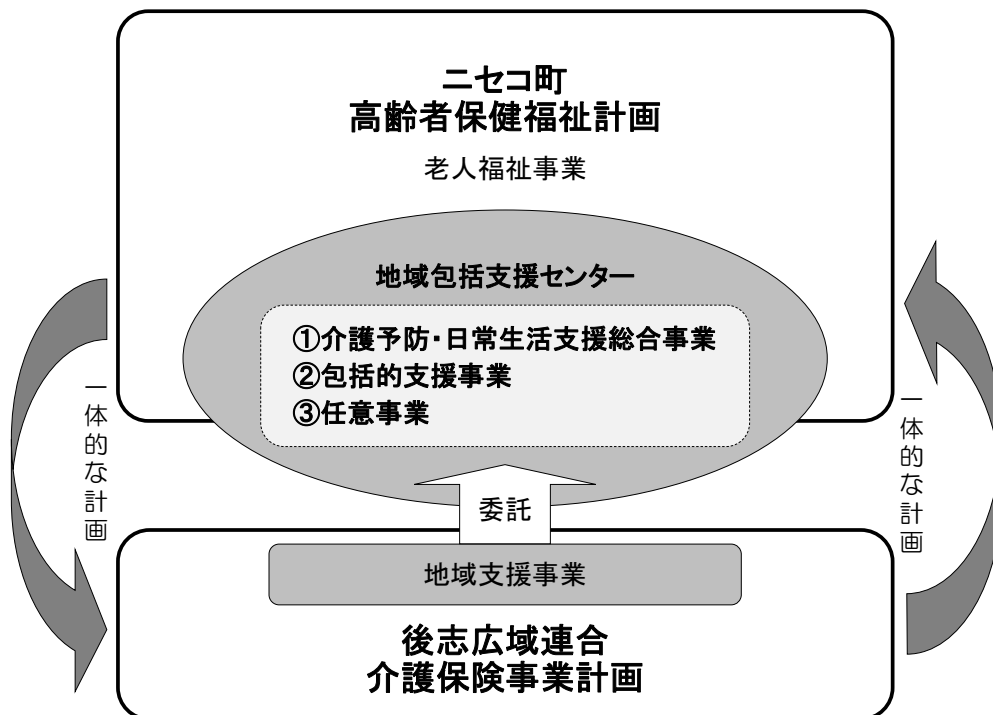 ニセコ町
高齢者保健福祉計画
老人福祉事業
地域包括支援センター
①介護予防・日常生活支援総合事業
②包括的支援事業
③任意事業
一体的な計画
一体的な計画
委託
地域支援事業
後志広域連合
介護保険事業計画